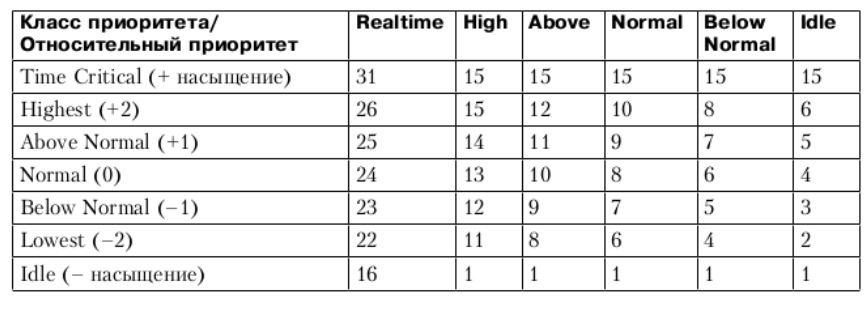 Класс приоритета/ Относительный приоритет | Realtime | High | Above | Normal | Below Normal | Idle
Time Critical (+ насыщение) | 31 | 15 | 15 | 15 | 15 | 15
Highest (+2) | 26 | 15 | 12 | 10 | 8 | 6
Above Normal (+1) | 25 | 14 | 11 | 9 | 7 | 5
Normal (0) | 24 | 13 | 10 | 8 | 6 | 4
Below Normal (−1) | 23 | 12 | 9 | 7 | 5 | 3
Lowest (−2) | 22 | 11 | 8 | 6 | 4 | 2
Idle (− насыщение) | 16 | 1 | 1 | 1 | 1 | 1